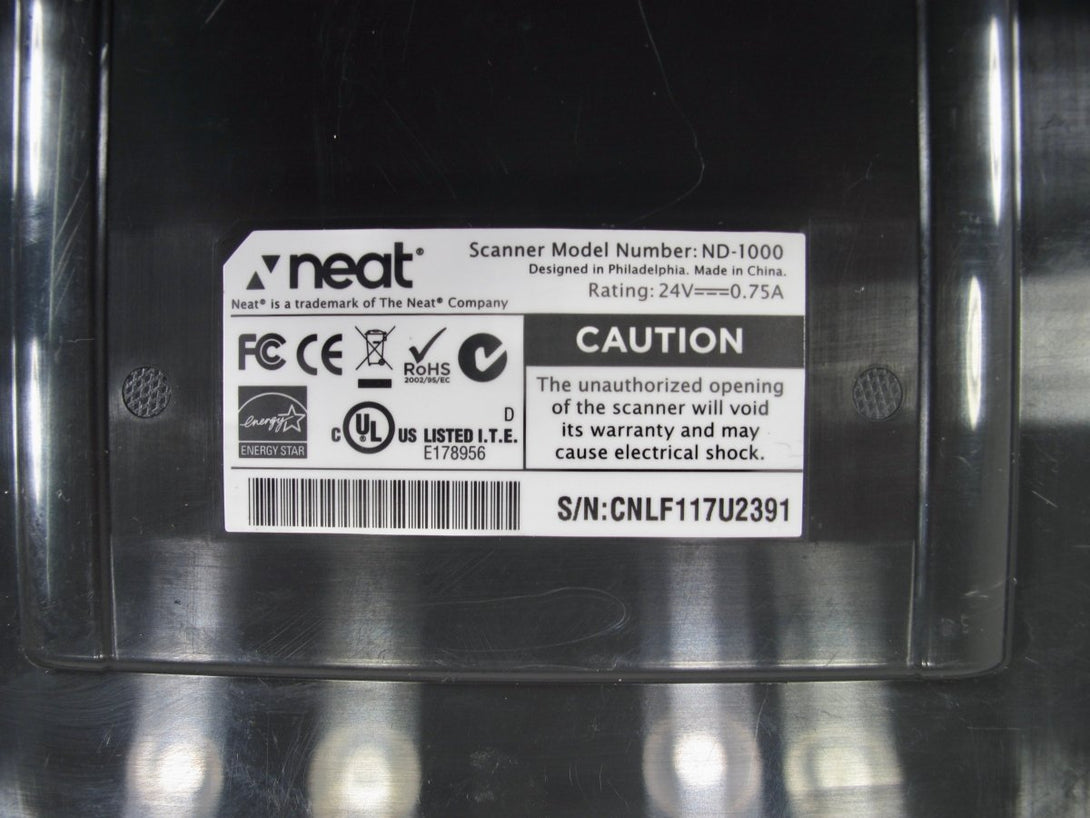 neat®
Scanner Model Number: ND-1000
Designed in Philadelphia. Made in China.
Rating: 24V⎓0.75A
Neat® is a trademark of The Neat® Company
FC CE
RoHS
2002/95/EC
CAUTION
The unauthorized opening
of the scanner will void
its warranty and may
cause electrical shock.
energy
ENERGY STAR
C UL® US LISTED I.T.E.
D
E178956
S/N:CNLF117U2391